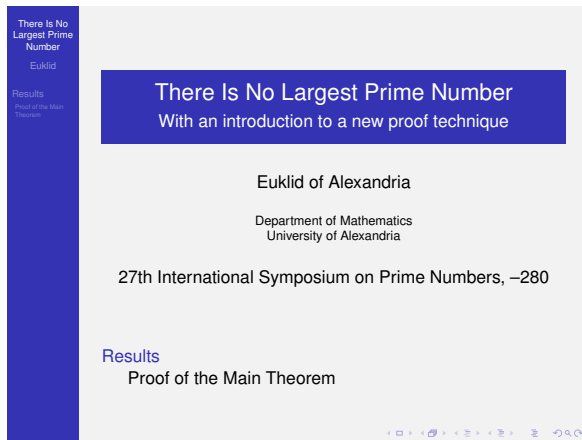 There Is No
Largest Prime
Number
Euklid
Results
Proof of the Main
Theorem
There Is No Largest Prime Number
With an introduction to a new proof technique
Euklid of Alexandria
Department of Mathematics
University of Alexandria
27th International Symposium on Prime Numbers, –280
Results
Proof of the Main Theorem